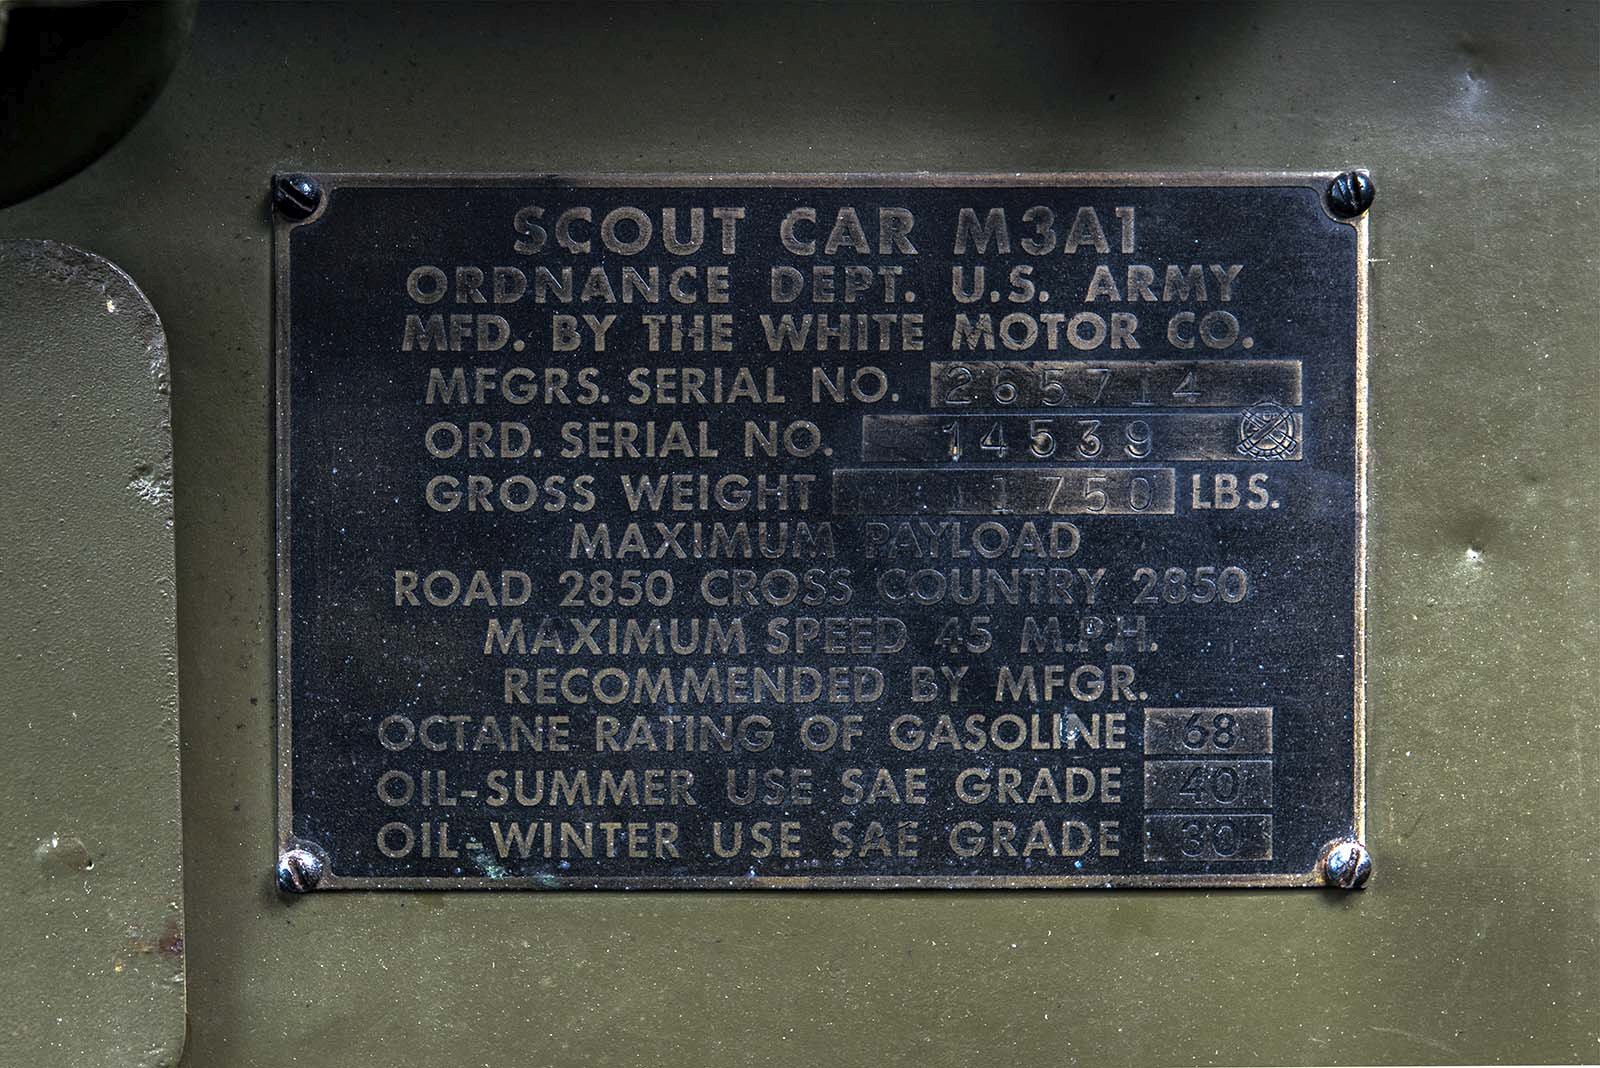 SCOUT CAR M3A1
ORDNANCE DEPT. U.S. ARMY
MFD. BY THE WHITE MOTOR CO.
MFGRS. SERIAL NO. 265714
ORD. SERIAL NO. 14539
GROSS WEIGHT 11750 LBS.
MAXIMUM PAYLOAD
ROAD 2850 CROSS COUNTRY 2850
MAXIMUM SPEED 45 M.P.H.
RECOMMENDED BY MFGR.
OCTANE RATING OF GASOLINE 68
OIL-SUMMER USE SAE GRADE 40
OIL-WINTER USE SAE GRADE 30